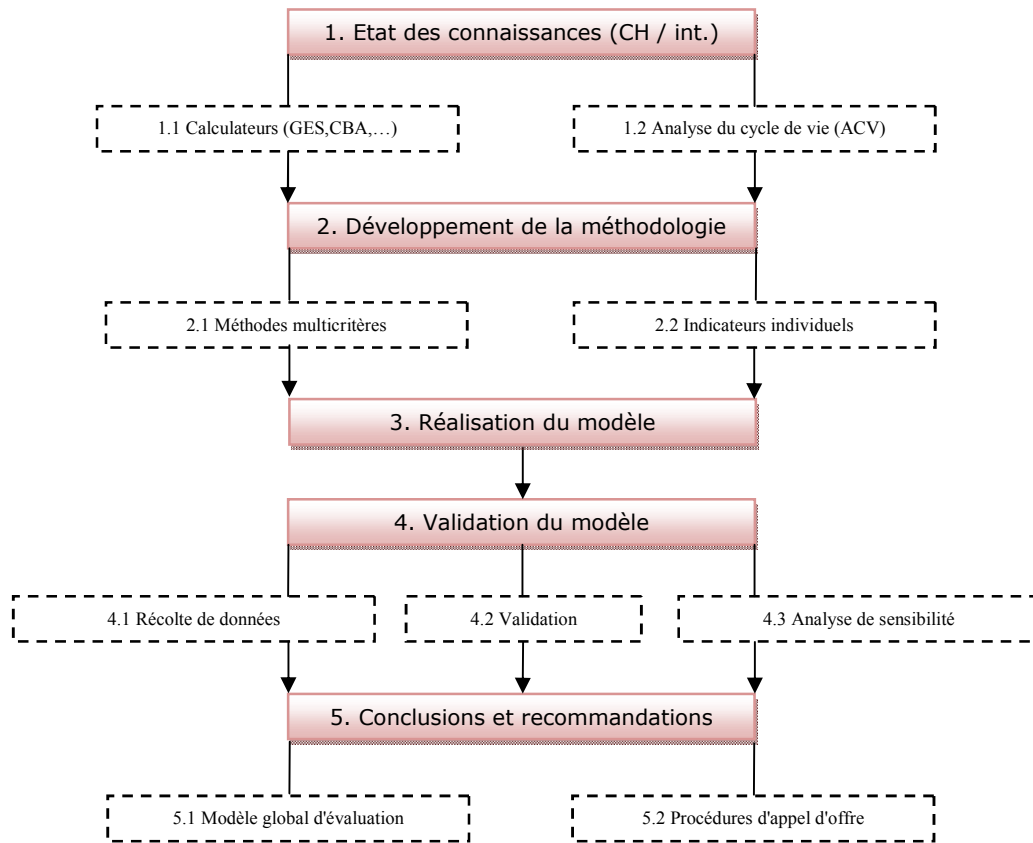 1. Etat des connaissances (CH / int.)
1.1 Calculateurs (GES,CBA,…)
1.2 Analyse du cycle de vie (ACV)
2. Développement de la méthodologie
2.1 Méthodes multicritères
2.2 Indicateurs individuels
3. Réalisation du modèle
4. Validation du modèle
4.1 Récolte de données
4.2 Validation
4.3 Analyse de sensibilité
5. Conclusions et recommandations
5.1 Modèle global d'évaluation
5.2 Procédures d'appel d'offre